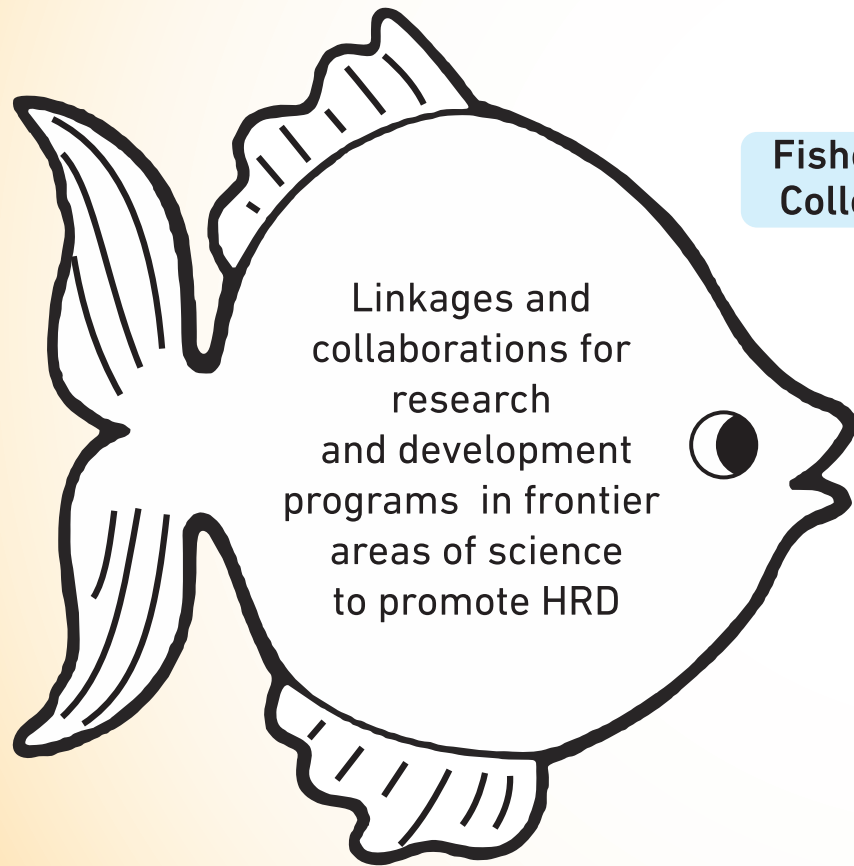 Linkages and
collaborations for
research
and development
programs  in frontier
areas of science
to promote HRD